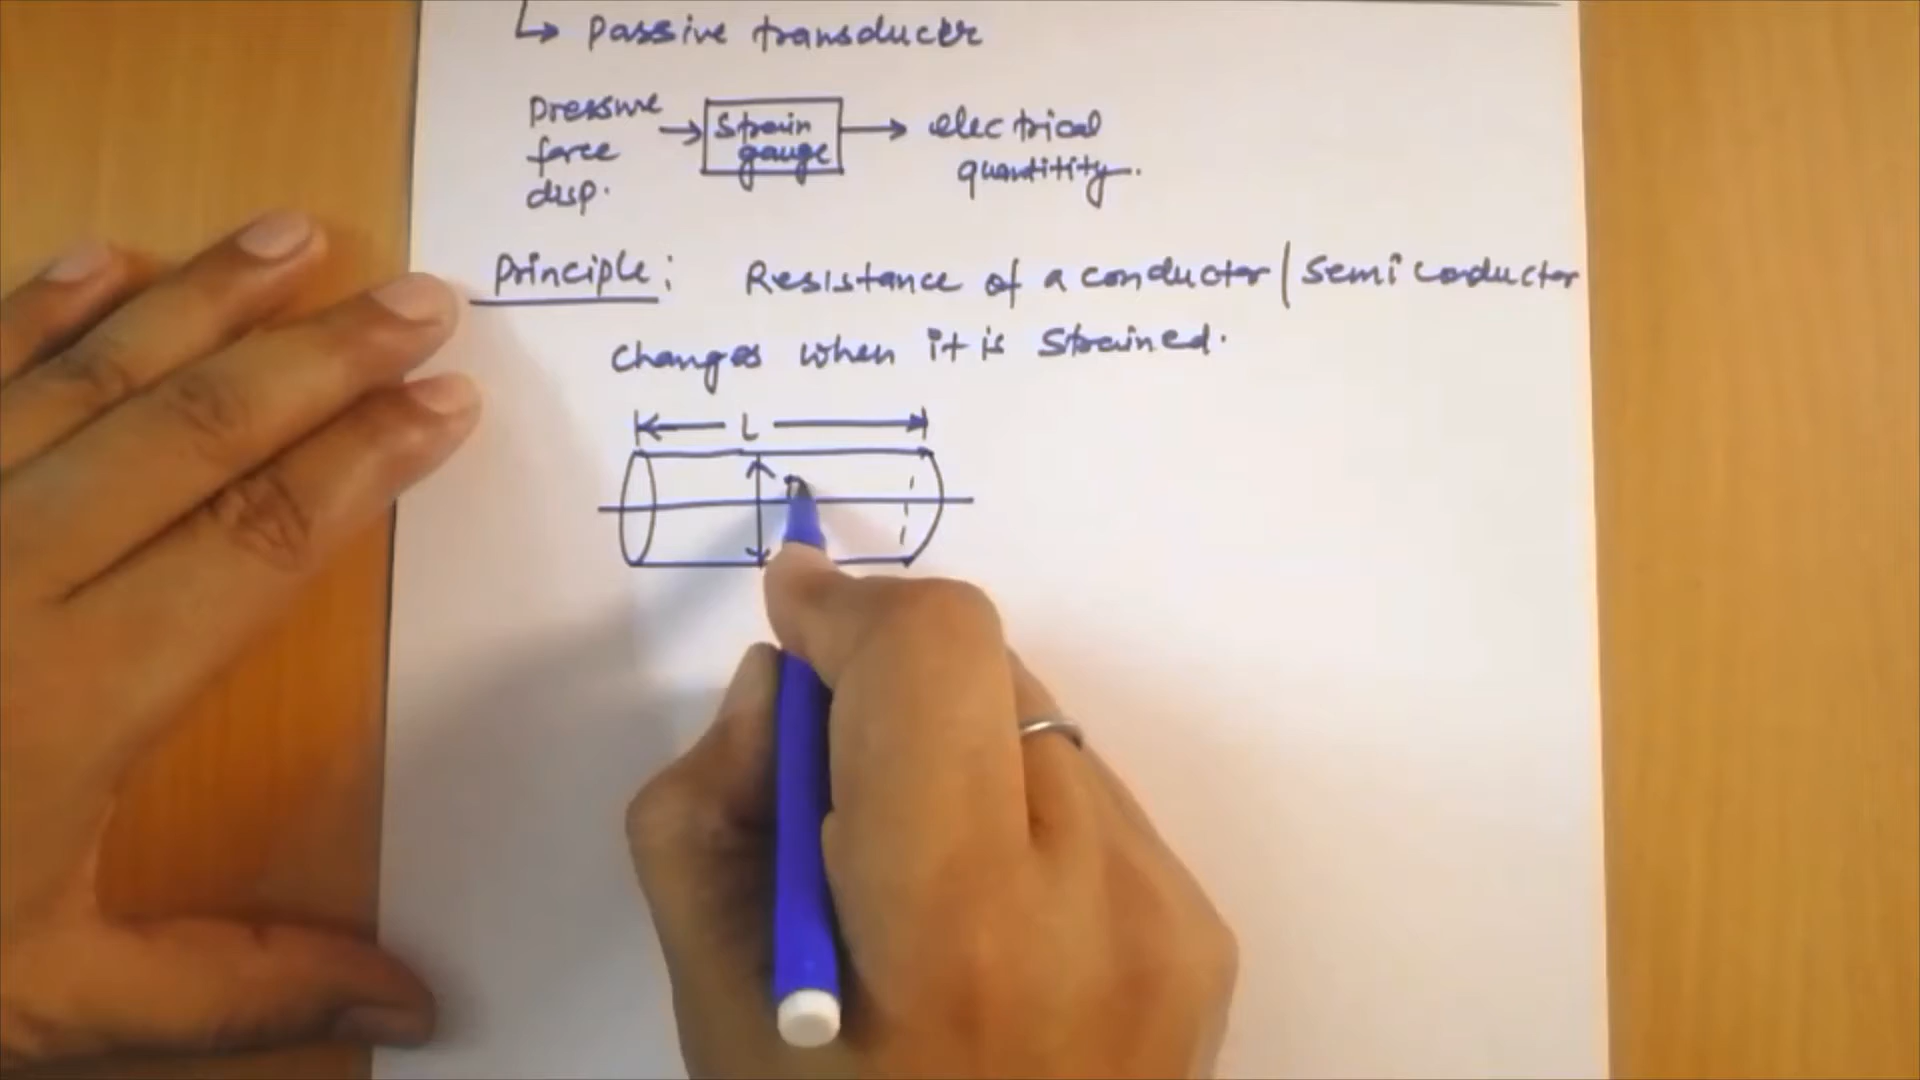 ↳ Passive transducer
Pressure
force
disp.
Strain
gauge
electrical
quantitity.
Principle: Resistance of a conductor/semiconductor
changes when it is strained.
L